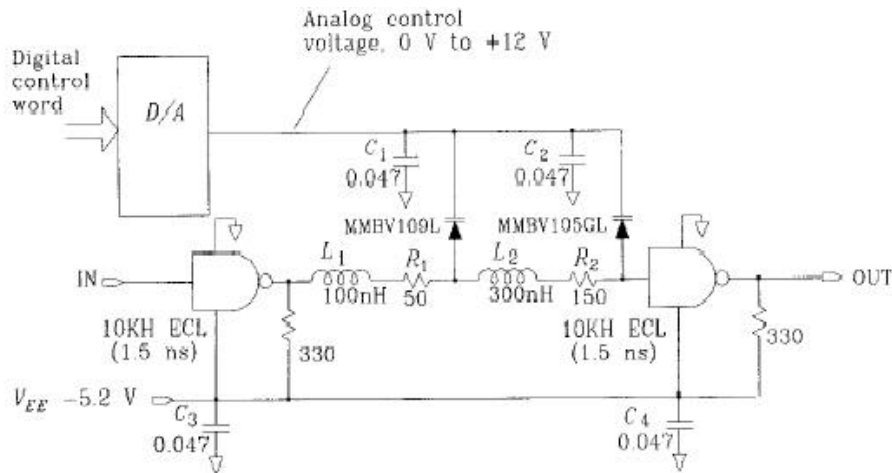 Analog control
voltage, 0 V to +12 V
Digital
control
word
D/A
C1
0.047
C2
0.047
MMBV109L
MMBV105GL
IN
L1
100nH
R1
50
L2
300nH
R2
150
OUT
10KH ECL
(1.5 ns)
330
10KH ECL
(1.5 ns)
330
VEE -5.2 V
C3
0.047
C4
0.047